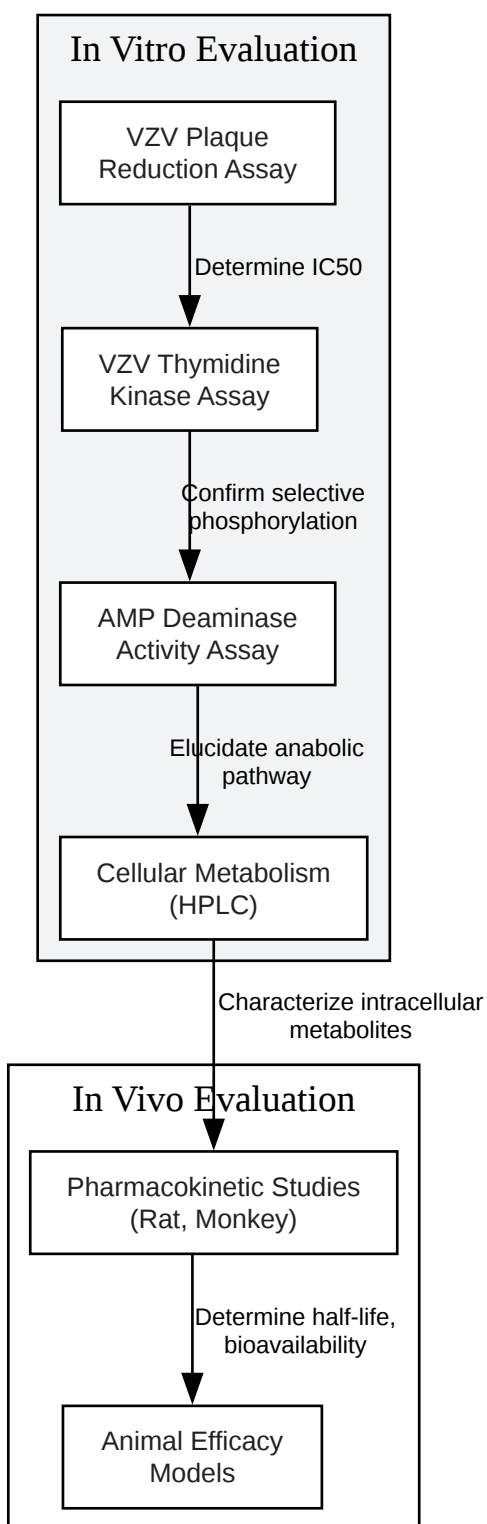 In Vitro Evaluation
VZV Plaque
Reduction Assay
Determine IC50
VZV Thymidine
Kinase Assay
Confirm selective
phosphorylation
AMP Deaminase
Activity Assay
Elucidate anabolic
pathway
Cellular Metabolism
(HPLC)
Characterize intracellular
metabolites
In Vivo Evaluation
Pharmacokinetic Studies
(Rat, Monkey)
Determine half-life,
bioavailability
Animal Efficacy
Models